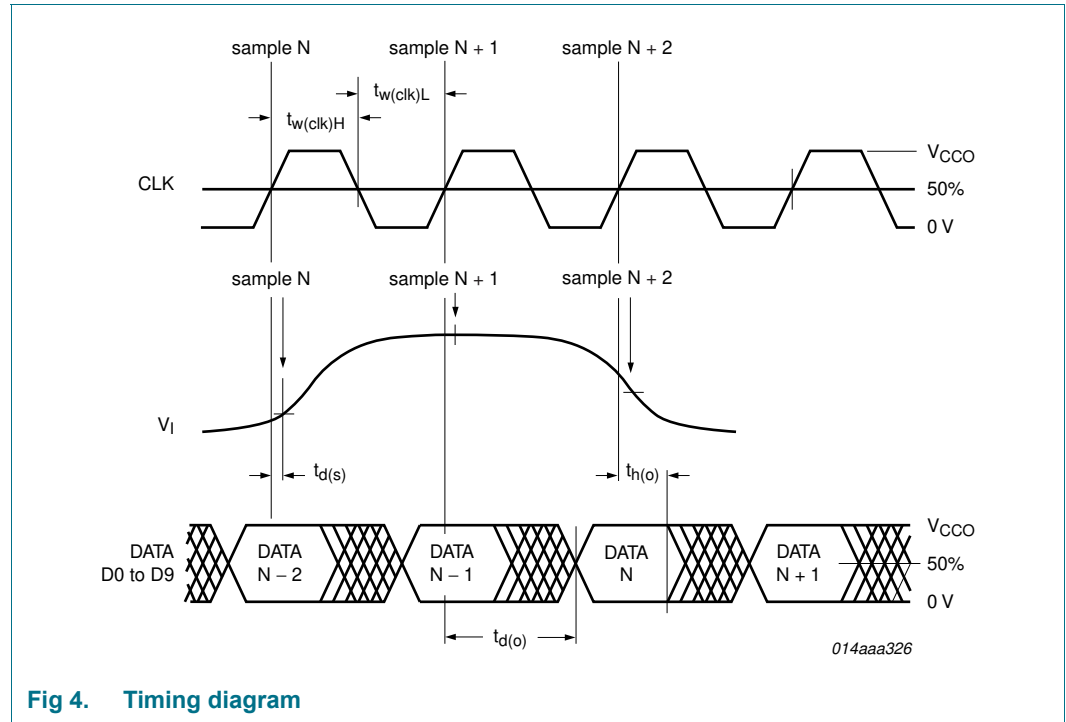 sample N sample N + 1 sample N + 2
tw(clk)L
tw(clk)H
VCCO
CLK 50%
0 V
sample N sample N + 1 sample N + 2
VI
td(s) th(o)
VCCO
DATA DATA DATA DATA DATA
D0 to D9 N − 2 N − 1 N N + 1 50%
0 V
td(o)
014aaa326
Fig 4. Timing diagram